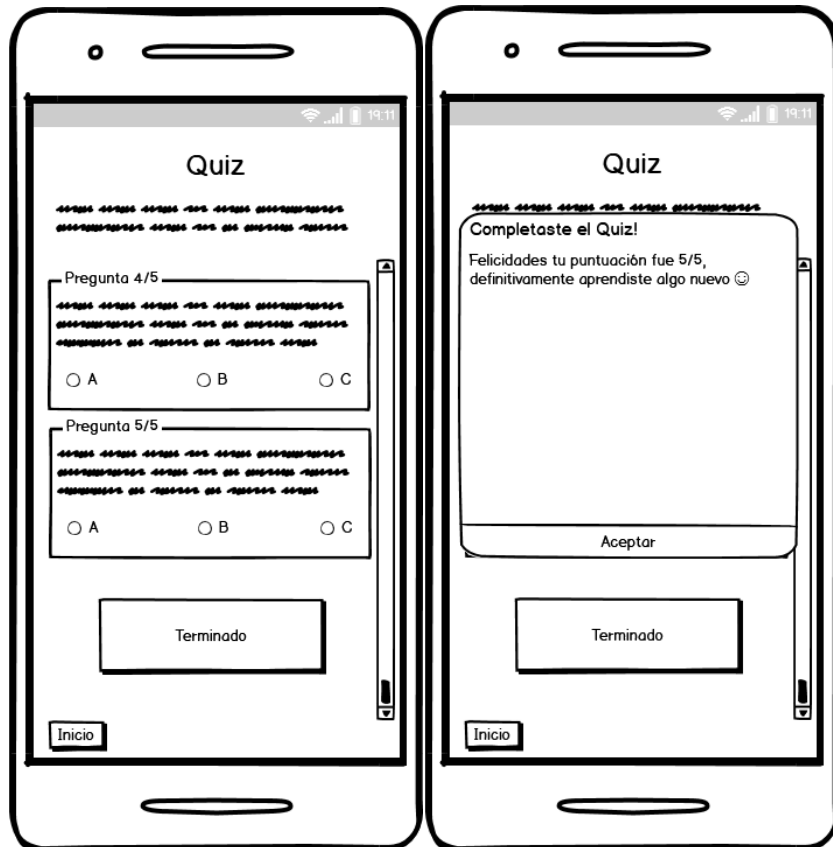 19:11
Quiz
Pregunta 4/5
A B C
Pregunta 5/5
A B C
Terminado
Inicio
19:11
Quiz
Completaste el Quiz!
Felicidades tu puntuación fue 5/5,
definitivamente aprendiste algo nuevo ☺
Aceptar
Terminado
Inicio